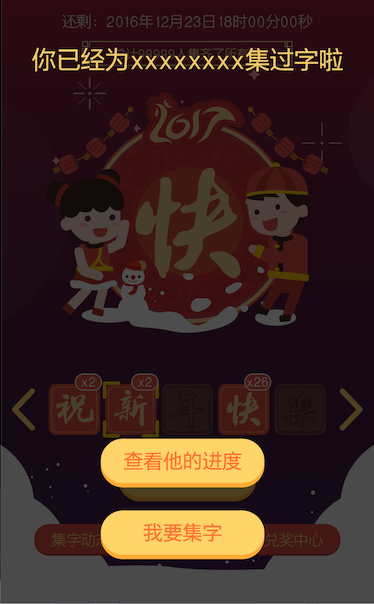 还剩：2016年12月23日18时00分00秒
你已经为xxxxxxxx集过字啦
2017
快
x2
x2
x26
祝
新
年
快
乐
查看他的进度
我要集字
集字动
兑奖中心